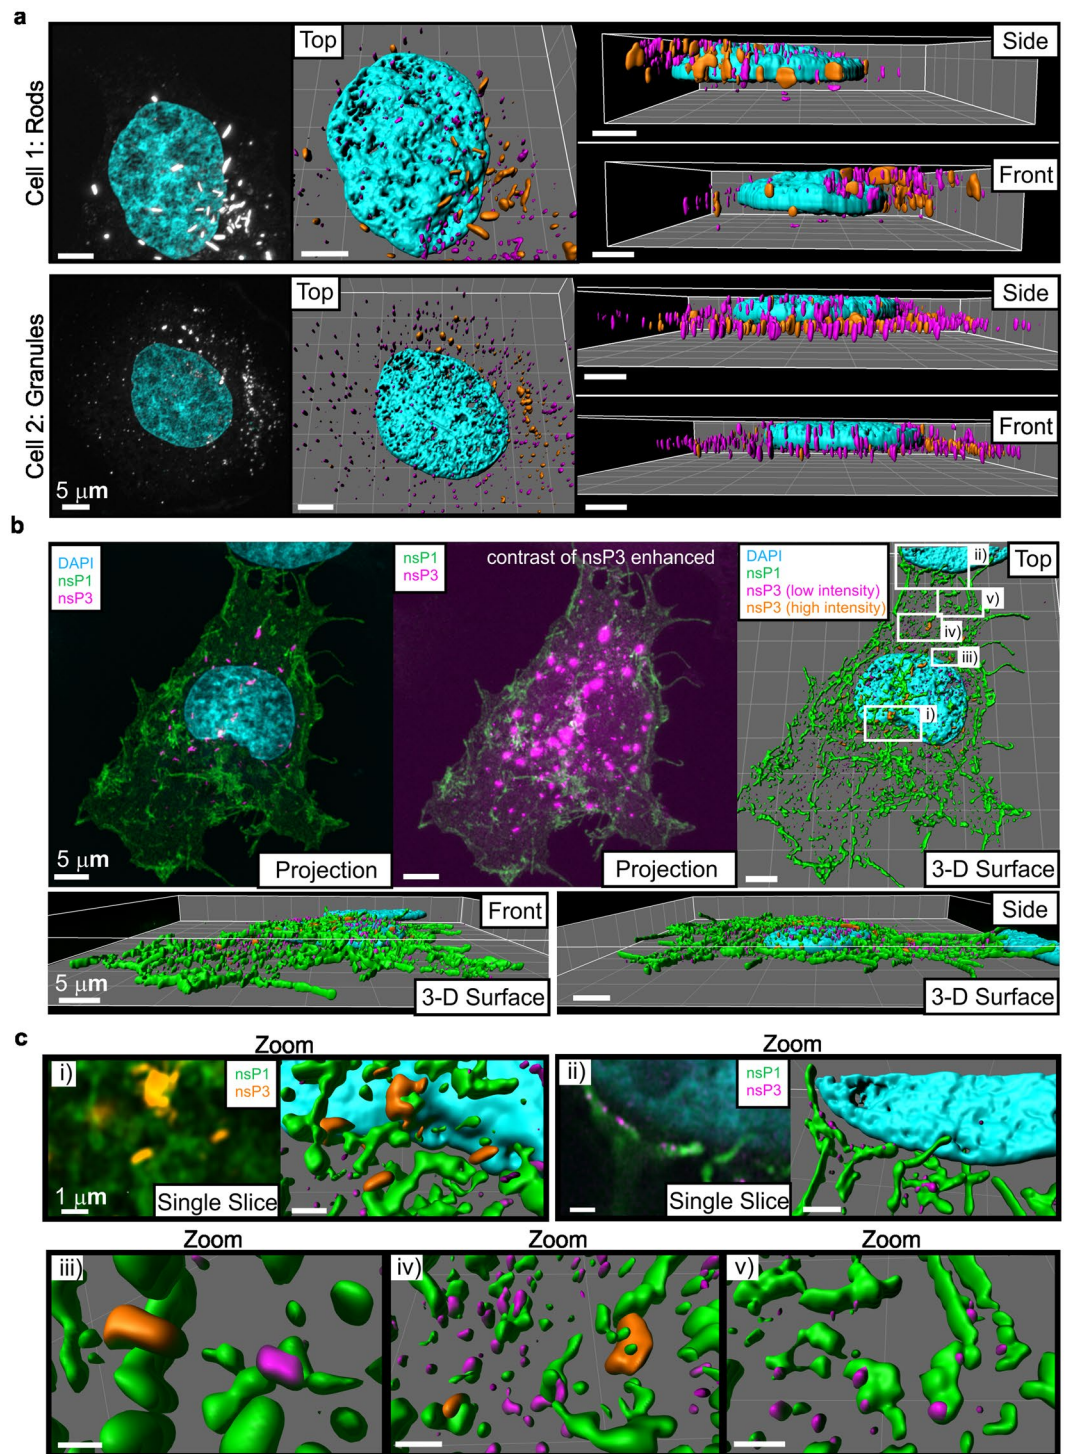 a
Cell 1: Rods
Top
Side
Front
Cell 2: Granules
5 μm
Top
Side
Front
b
DAPI
nsP1
nsP3
5 μm
Projection
nsP1
nsP3
contrast of nsP3 enhanced
Projection
DAPI
nsP1
nsP3 (low intensity)
nsP3 (high intensity)
Top
ii)
v)
iv)
iii)
i)
3-D Surface
Front
5 μm
3-D Surface
Side
3-D Surface
c
Zoom
i)
nsP1
nsP3
1 μm
Single Slice
Zoom
ii)
nsP1
nsP3
Single Slice
Zoom
iii)
Zoom
iv)
Zoom
v)